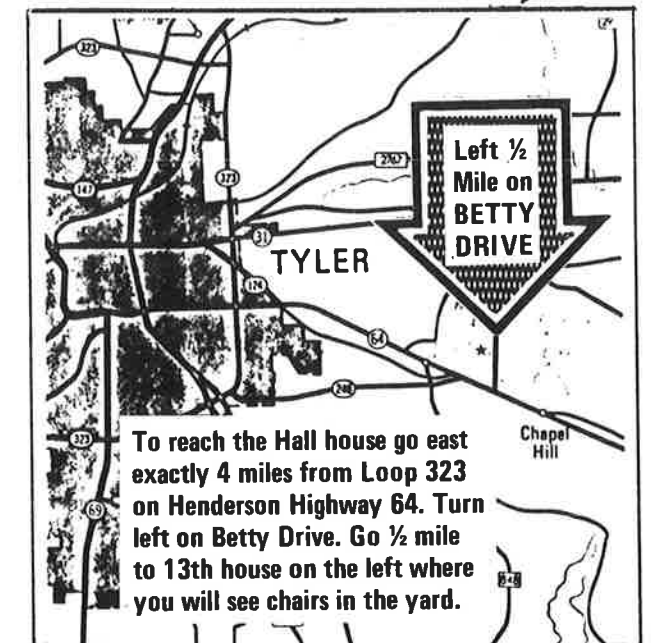 323
Left ½
Mile on
BETTY
DRIVE
2767
147
323
31
TYLER
124
64
248
Chapel
Hill
323
To reach the Hall house go east
exactly 4 miles from Loop 323
on Henderson Highway 64. Turn
left on Betty Drive. Go ½ mile
to 13th house on the left where
you will see chairs in the yard.
69
848